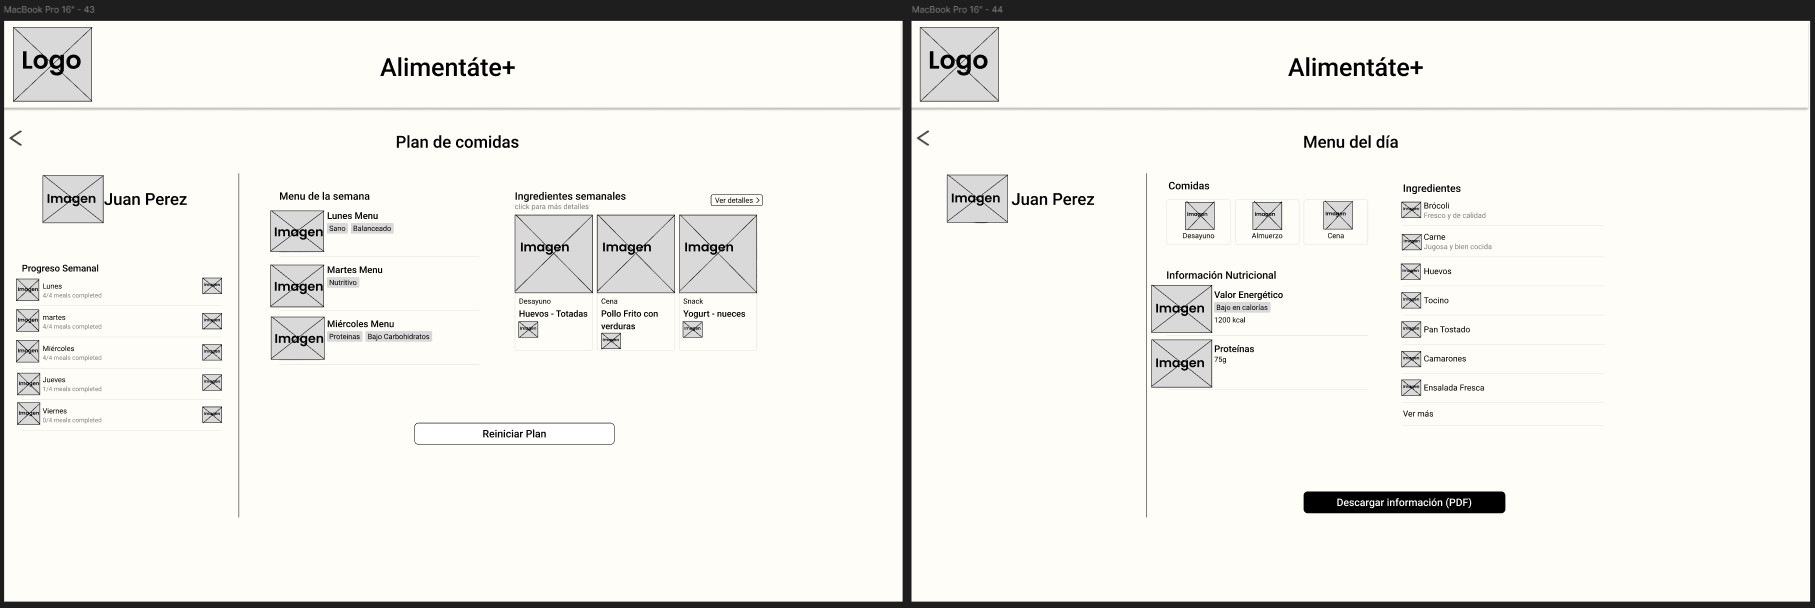 MacBook Pro 16" - 43
Logo
Alimentáte+
<
Plan de comidas
Imagen
Juan Perez
Progreso Semanal
Imagen
Lunes
4/4 meals completed
Imagen
Imagen
martes
4/4 meals completed
Imagen
Imagen
Miércoles
4/4 meals completed
Imagen
Imagen
Jueves
1/4 meals completed
Imagen
Imagen
Viernes
0/4 meals completed
Imagen
Menu de la semana
Imagen
Lunes Menu
Sano Balanceado
Imagen
Martes Menu
Nutritivo
Imagen
Miércoles Menu
Proteinas Bajo Carbohidratos
Ingredientes semanales
click para más detalles
Ver detalles >
Imagen
Desayuno
Huevos - Totadas
Imagen
Imagen
Cena
Pollo Frito con
verduras
Imagen
Imagen
Snack
Yogurt - nueces
Imagen
Reiniciar Plan
MacBook Pro 16" - 44
Logo
Alimentáte+
<
Menu del día
Imagen
Juan Perez
Comidas
Imagen
Desayuno
Imagen
Almuerzo
Imagen
Cena
Información Nutricional
Imagen
Valor Energético
Bajo en calorías
1200 kcal
Imagen
Proteínas
75g
Ingredientes
Imagen
Brócoli
Fresco y de calidad
Imagen
Carne
Jugosa y bien cocida
Imagen
Huevos
Imagen
Tocino
Imagen
Pan Tostado
Imagen
Camarones
Imagen
Ensalada Fresca
Ver más
Descargar información (PDF)